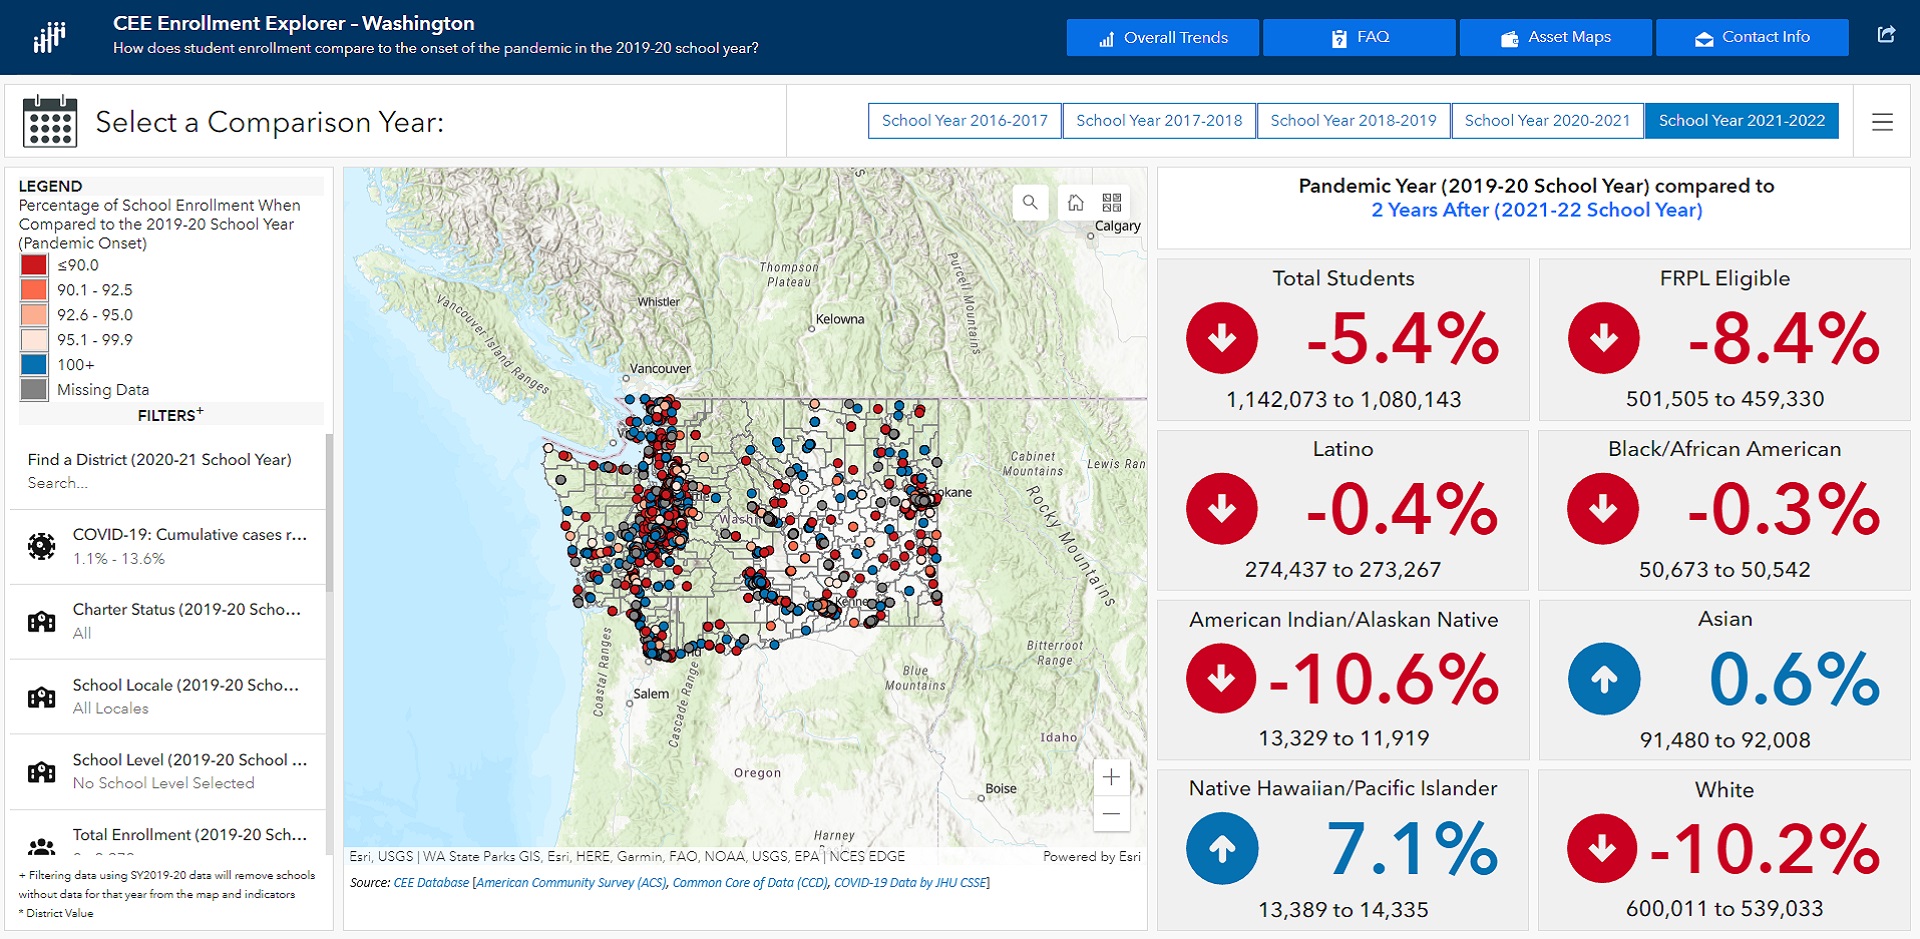 CEE Enrollment Explorer - Washington
How does student enrollment compare to the onset of the pandemic in the 2019-20 school year?
Overall Trends
FAQ
Asset Maps
Contact Info
Select a Comparison Year:
School Year 2016-2017
School Year 2017-2018
School Year 2018-2019
School Year 2020-2021
School Year 2021-2022
LEGEND
Percentage of School Enrollment When
Compared to the 2019-20 School Year
(Pandemic Onset)
≤90.0
90.1 - 92.5
92.6 - 95.0
95.1 - 99.9
100+
Missing Data
FILTERS+
Find a District (2020-21 School Year)
Search...
COVID-19: Cumulative cases r...
1.1% - 13.6%
Charter Status (2019-20 Scho...
All
School Locale (2019-20 Scho...
All Locales
School Level (2019-20 School ...
No School Level Selected
Total Enrollment (2019-20 Sch...
+ Filtering data using SY2019-20 data will remove schools
without data for that year from the map and indicators
* District Value
Calgary
Thompson
Plateau
Purcell Mountains
Whistler
Vancouver Island Ranges
Kelowna
Vancouver
Cabinet
Mountains
Lewis Ran
okane
Rocky Mountains
Washin
Kenne
Coastal Ranges
Cascade Range
Salem
Blue
Mountains
Bitterroot
Range
Idaho
Oregon
Boise
Harney
Esri, USGS | WA State Parks GIS, Esri, HERE, Garmin, FAO, NOAA, USGS, EPA | NCES EDGE
Powered by Esri
Source: CEE Database [American Community Survey (ACS), Common Core of Data (CCD), COVID-19 Data by JHU CSSE]
Pandemic Year (2019-20 School Year) compared to
2 Years After (2021-22 School Year)
Total Students
-5.4%
1,142,073 to 1,080,143
FRPL Eligible
-8.4%
501,505 to 459,330
Latino
-0.4%
274,437 to 273,267
Black/African American
-0.3%
50,673 to 50,542
American Indian/Alaskan Native
-10.6%
13,329 to 11,919
Asian
0.6%
91,480 to 92,008
Native Hawaiian/Pacific Islander
7.1%
13,389 to 14,335
White
-10.2%
600,011 to 539,033